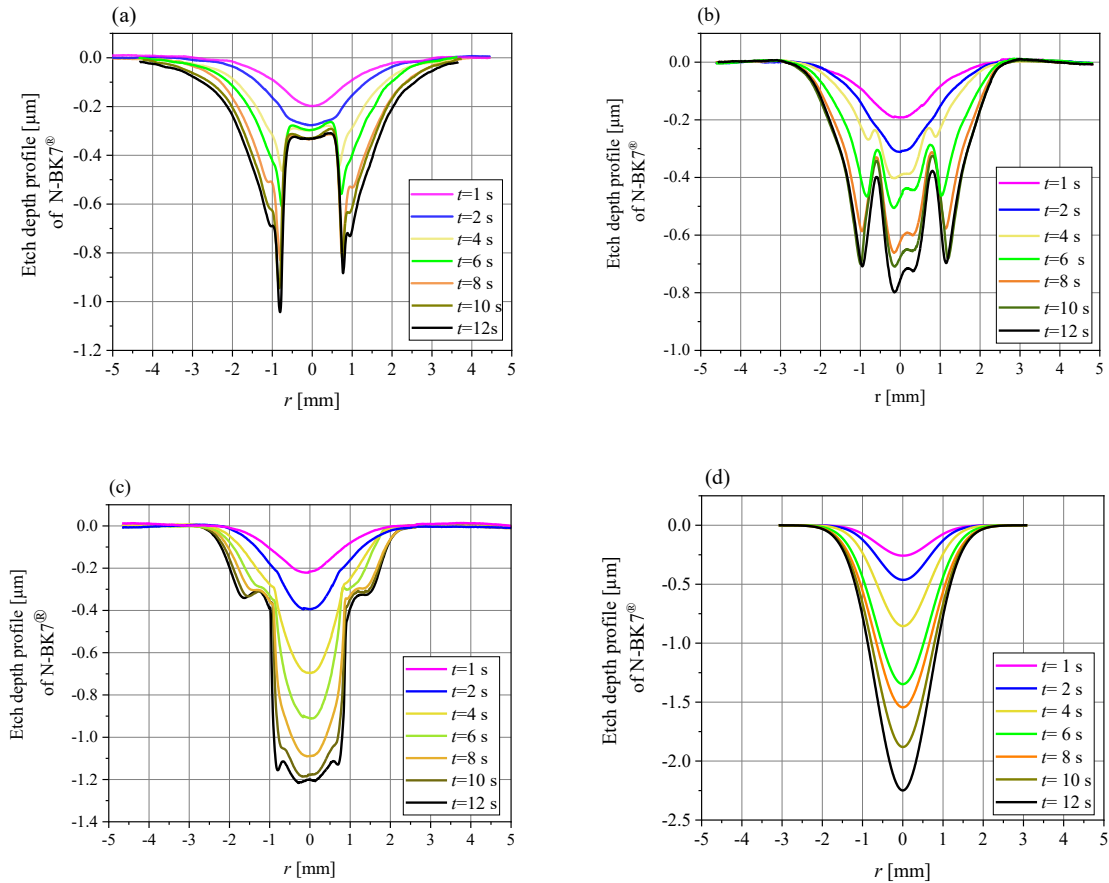 (a)
0.0
-0.2
-0.4
-0.6
-0.8
-1.0
-1.2
-5 -4 -3 -2 -1 0 1 2 3 4 5
Etch depth profile [µm]
of N-BK7®
r [mm]
t=1 s
t=2 s
t=4 s
t=6 s
t=8 s
t=10 s
t=12s
(b)
0.0
-0.2
-0.4
-0.6
-0.8
-1.0
-5 -4 -3 -2 -1 0 1 2 3 4 5
Etch depth profile [µm]
of N-BK7®
r [mm]
t=1 s
t=2 s
t=4 s
t=6 s
t=8 s
t=10 s
t=12 s
(c)
0.0
-0.2
-0.4
-0.6
-0.8
-1.0
-1.2
-1.4
-5 -4 -3 -2 -1 0 1 2 3 4 5
Etch depth profile [µm]
of N-BK7®
r [mm]
t=1 s
t=2 s
t=4 s
t=6 s
t=8 s
t=10 s
t=12 s
(d)
0.0
-0.5
-1.0
-1.5
-2.0
-2.5
-5 -4 -3 -2 -1 0 1 2 3 4 5
Etch depth profile [µm]
of N-BK7®
r [mm]
t= 1 s
t= 2 s
t= 4 s
t= 6 s
t= 8 s
t= 10 s
t= 12 s